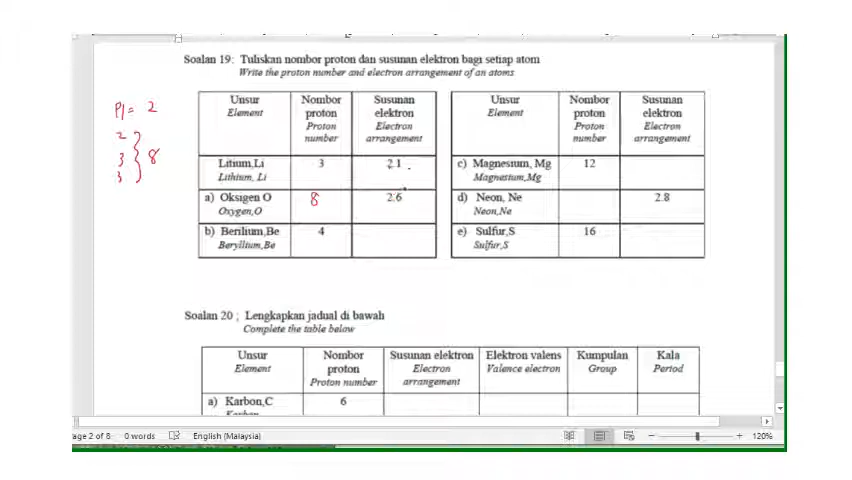 Soalan 19: Tuliskan nombor proton dan susunan elektron bagi setiap atom
Write the proton number and electron arrangement of an atoms
P1= 2
2
3
3
8
Unsur Nombor Susunan
Element proton elektron
Proton Electron
number arrangement
Litium,Li 3 2.1
Lithium, Li
a) Oksigen O 8 2.6
Oxygen,O
b) Berilium,Be 4
Beryllium,Be
Unsur Nombor Susunan
Element proton elektron
Proton Electron
number arrangement
c) Magnesium, Mg 12
Magnesium,Mg
d) Neon, Ne 2.8
Neon,Ne
e) Sulfur,S 16
Sulfur,S
Soalan 20 ; Lengkapkan jadual di bawah
Complete the table below
Unsur Nombor Susunan elektron Elektron valens Kumpulan Kala
Element proton Electron Valence electron Group Period
Proton number arrangement
a) Karbon,C 6
Karbon
age 2 of 8 0 words English (Malaysia) 120%